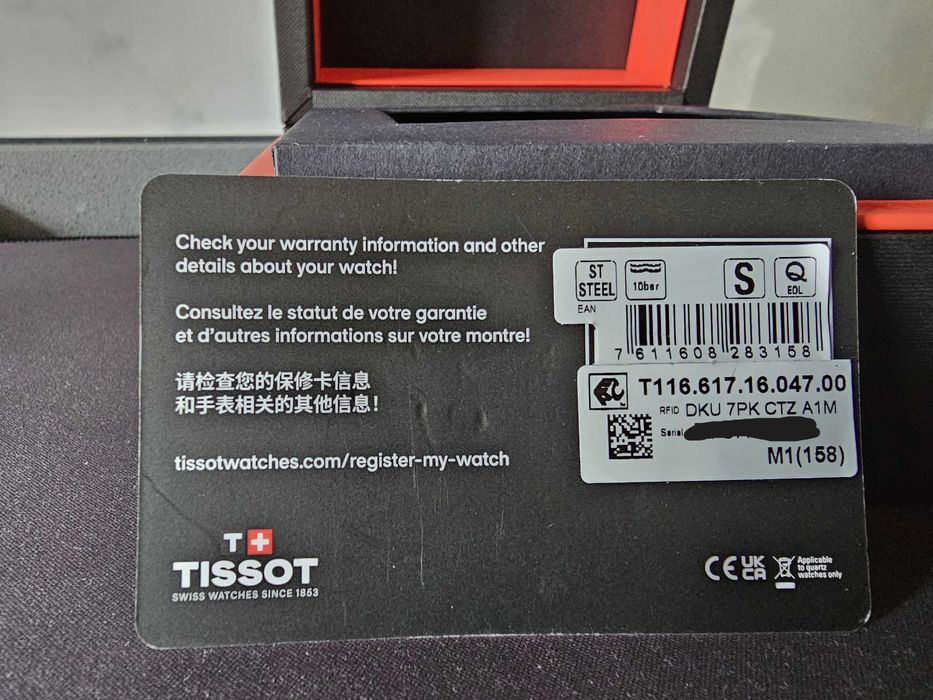 Check your warranty information and other
details about your watch!
Consultez le statut de votre garantie
et d'autres informations sur votre montre!
请检查您的保修卡信息
和手表相关的其他信息!
tissotwatches.com/register-my-watch
T+
TISSOT
SWISS WATCHES SINCE 1853
ST
STEEL
10bar
S
Q
EOL
EAN
7 611608 283158
T116.617.16.047.00
RFID DKU 7PK CTZ A1M
Serial
M1(158)
CE UK
CA
Applicable
to quartz
watches only